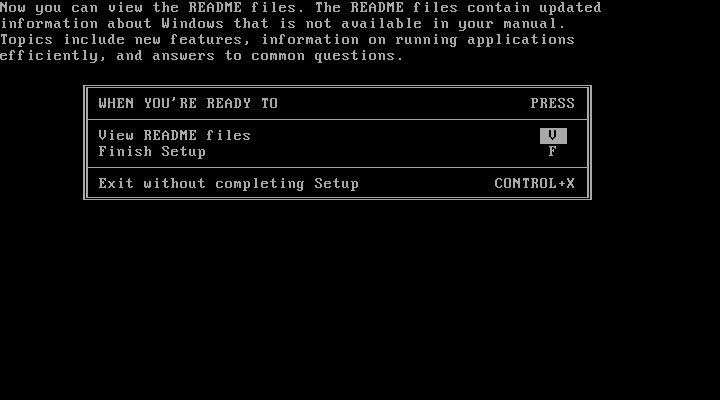 Now you can view the README files. The README files contain updated
information about Windows that is not available in your manual.
Topics include new features, information on running applications
efficiently, and answers to common questions.
WHEN YOU'RE READY TO PRESS
View README files V
Finish Setup F
Exit without completing Setup CONTROL+X